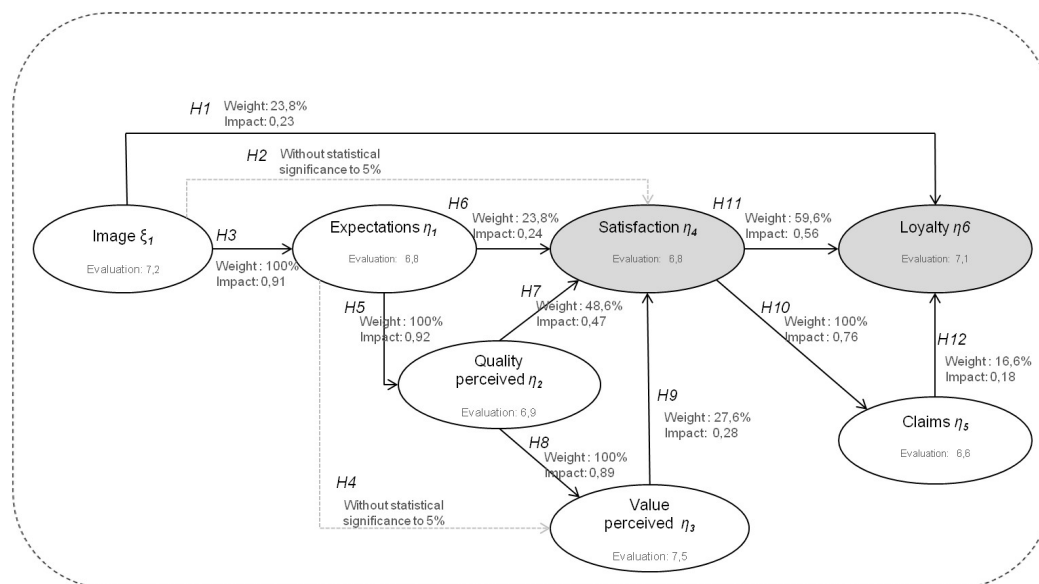 H1
Weight: 23,8%
Impact: 0,23
H2
Without statistical
significance to 5%
Image ξ1
Evaluation: 7,2
H3
Weight : 100%
Impact: 0,91
Expectations η1
Evaluation: 6,8
H6
Weight : 23,8%
Impact: 0,24
Satisfaction η4
Evaluation: 6,8
H11
Weight : 59,6%
Impact: 0,56
Loyalty η6
Evaluation: 7,1
H5
Weight : 100%
Impact: 0,92
H7
Weight : 48,6%
Impact: 0,47
H10
Weight : 100%
Impact: 0,76
H12
Weight : 16,6%
Impact: 0,18
Quality
perceived η2
Evaluation: 6,9
H9
Weight : 27,6%
Impact: 0,28
Claims η5
Evaluation: 6,6
H8
Weight : 100%
Impact: 0,89
H4
Without statistical
significance to 5%
Value
perceived η3
Evaluation: 7,5